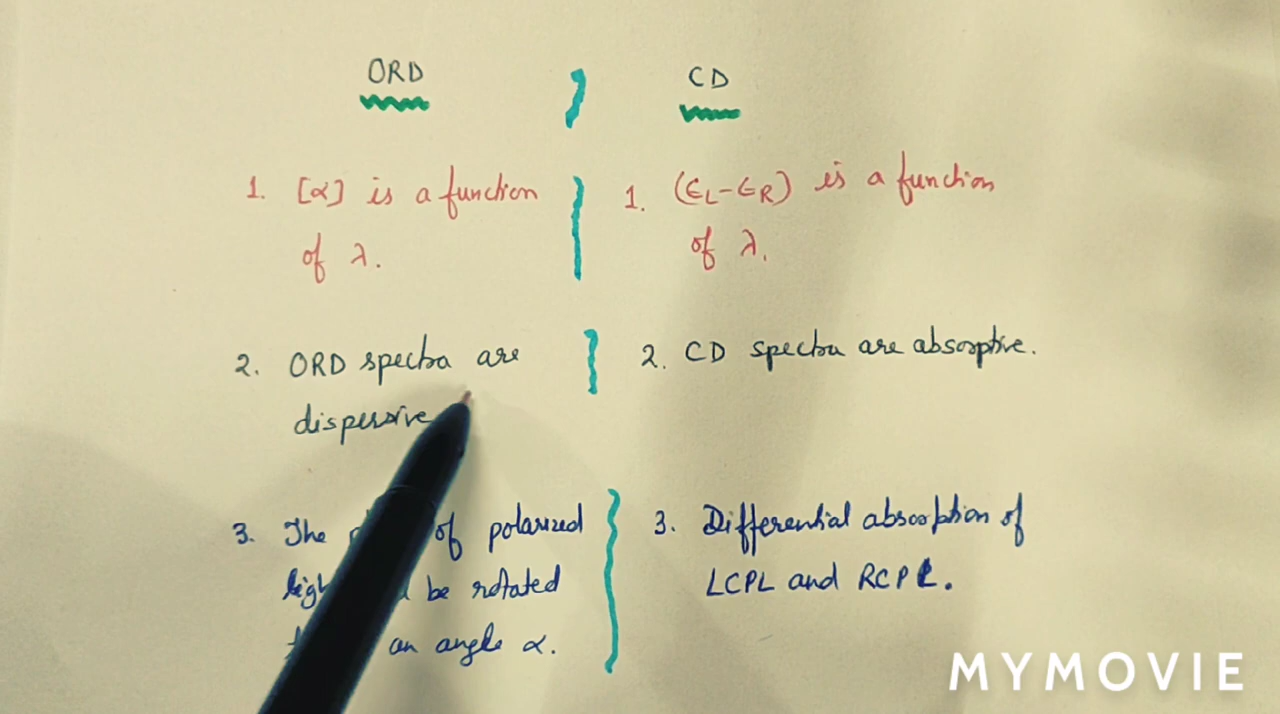 ORD
CD
1. [α] is a function
of λ.
1. (ϵL-ϵR) is a function
of λ.
2. ORD spectra are
dispersive
2. CD spectra are absorptive.
3. The of polarized
be rotated
an angle α.
3. Differential absorption of
LCPL and RCPL.
MYMOVIE